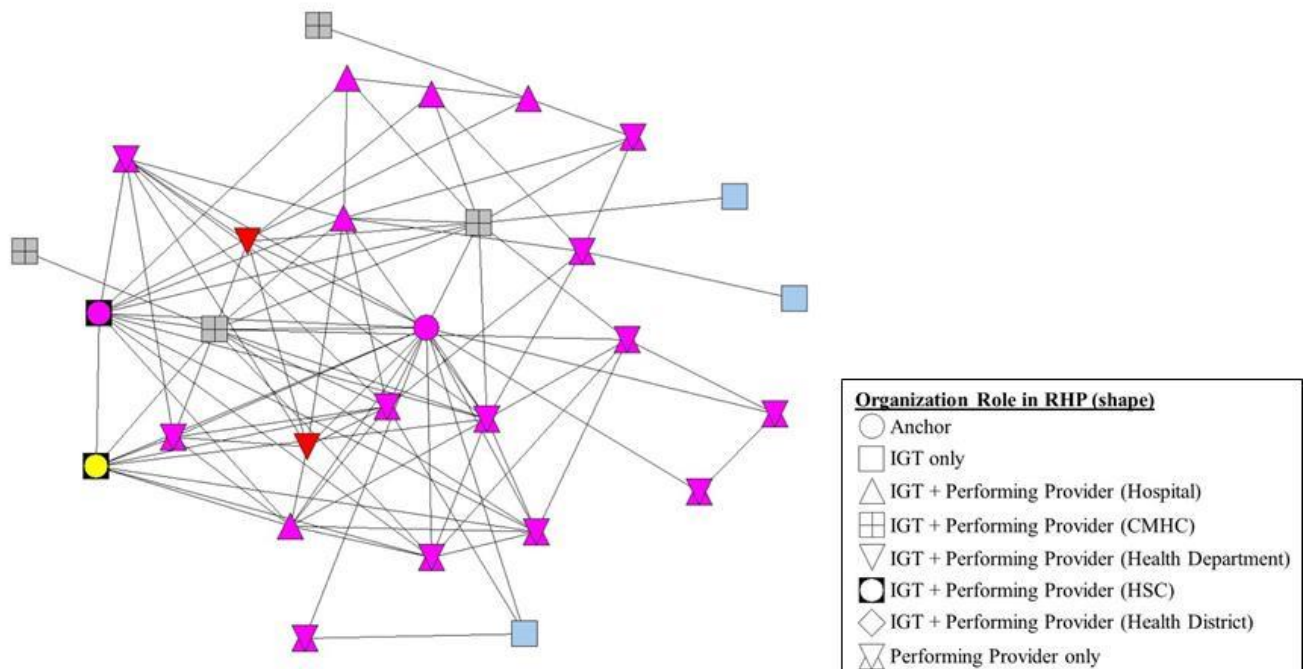 Organization Role in RHP (shape)
Anchor
IGT only
IGT + Performing Provider (Hospital)
IGT + Performing Provider (CMHC)
IGT + Performing Provider (Health Department)
IGT + Performing Provider (HSC)
IGT + Performing Provider (Health District)
Performing Provider only